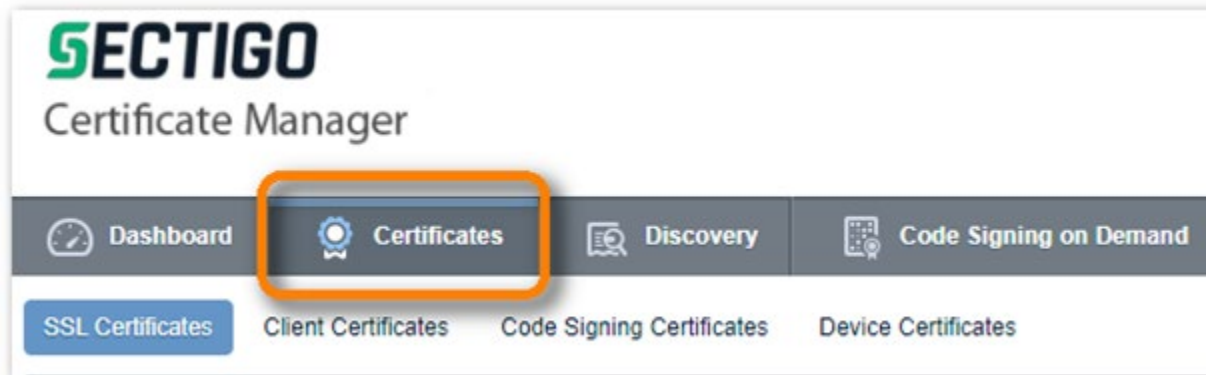 SECTIGO
Certificate Manager
Dashboard Certificates Discovery Code Signing on Demand
SSL Certificates Client Certificates Code Signing Certificates Device Certificates